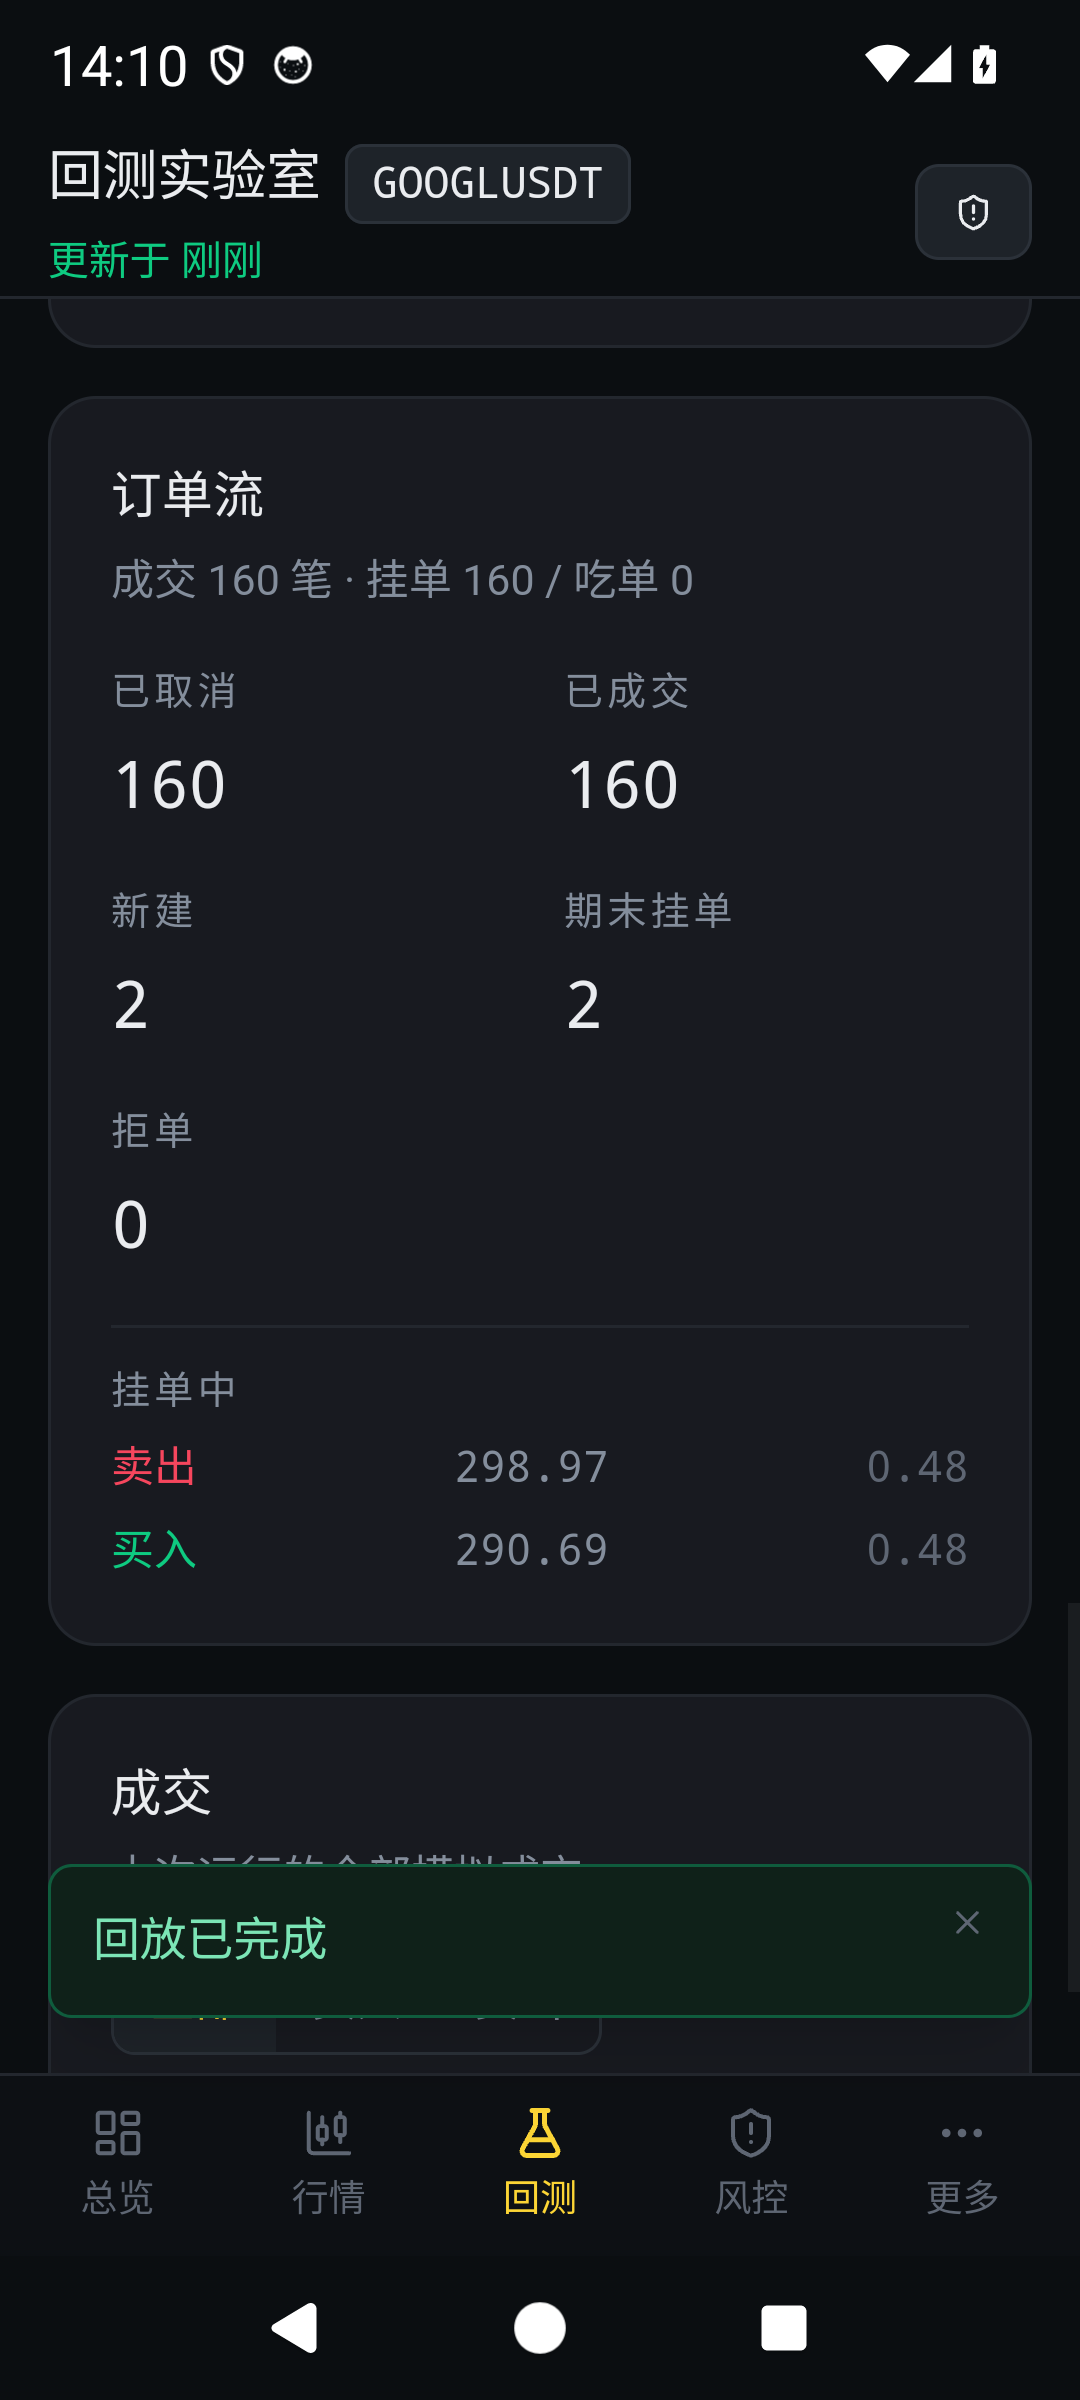 14:10
回测实验室 GOOGLUSDT
更新于 刚刚
订单流
成交 160 笔 · 挂单 160 / 吃单 0
已取消 已成交
160 160
新建 期末挂单
2 2
拒单
0
挂单中
卖出 298.97 0.48
买入 290.69 0.48
成交
回放已完成
总览 行情 回测 风控 更多